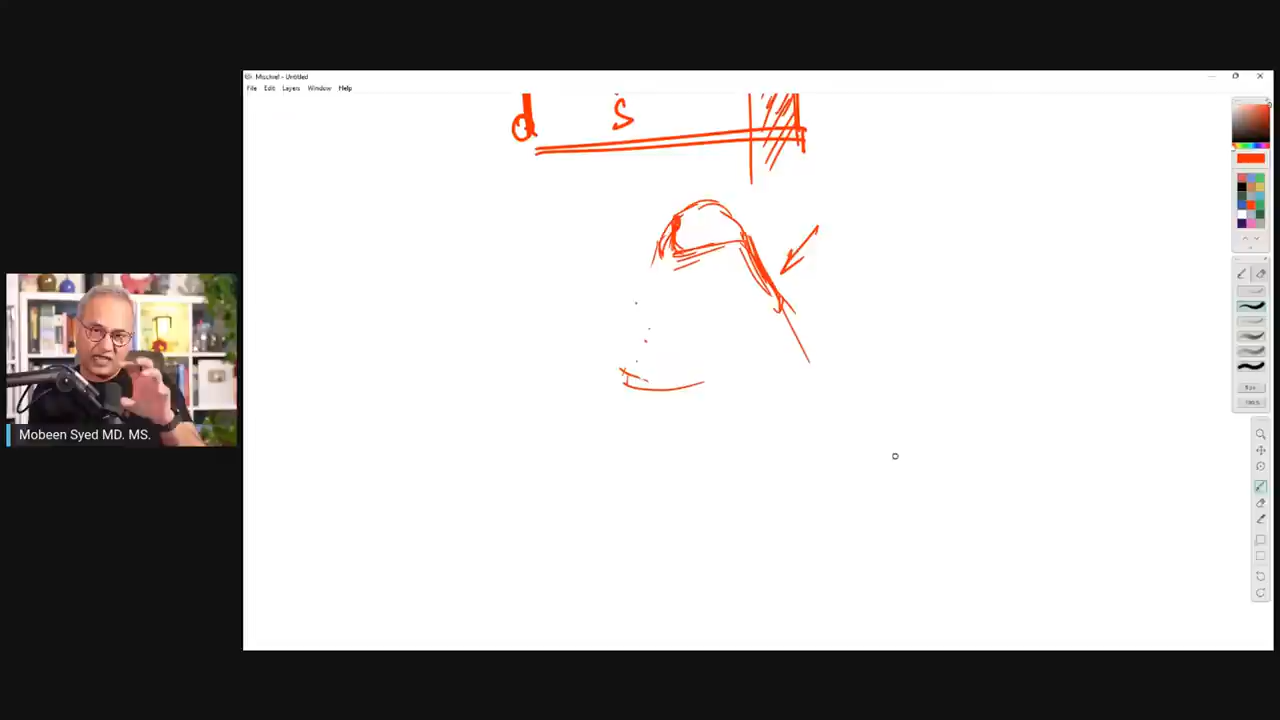 Mischief - Untitled
File Edit Layers Window Help
d s
Mobeen Syed MD. MS.